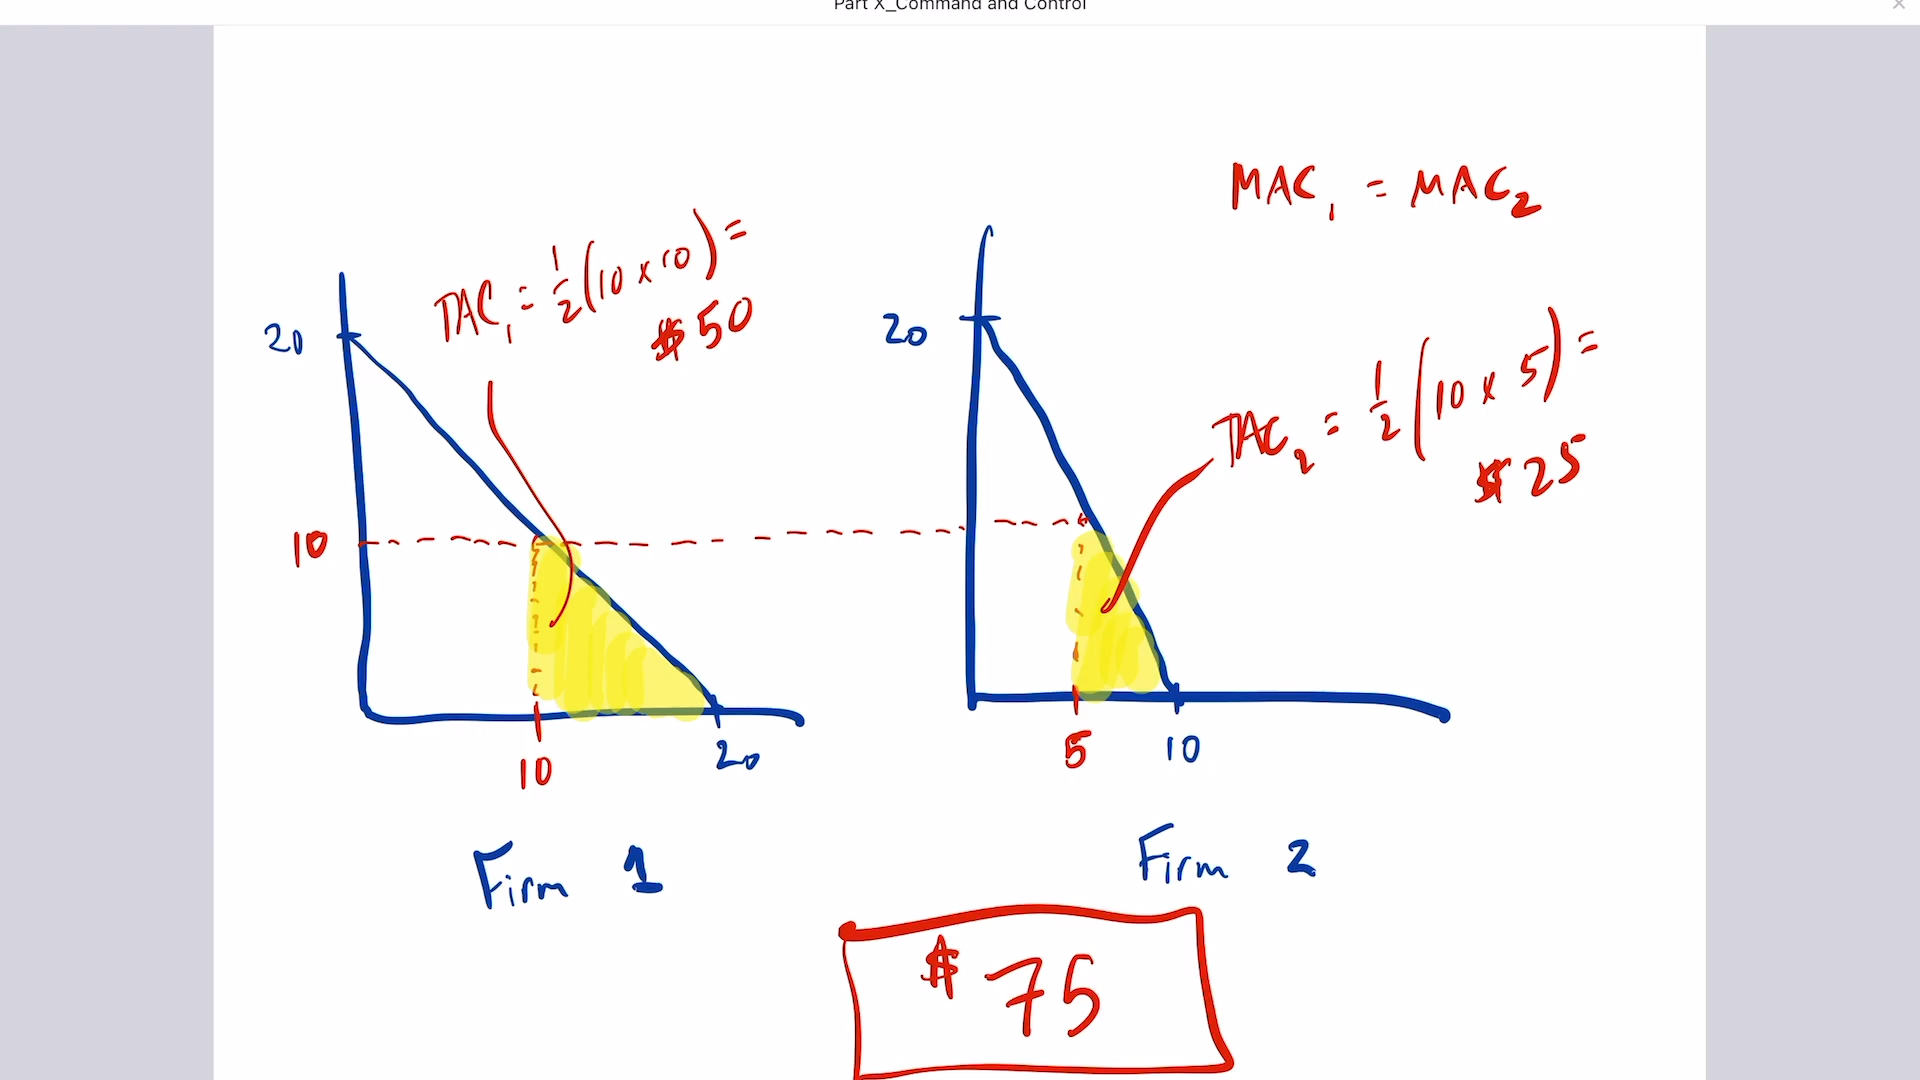 Part X_Command and Control
MAC₁ = MAC₂
TAC₁ = 1/2 (10 x 10) =
$50
20
20
TAC₂ = 1/2 (10 x 5) =
$25
10
10
20
5
10
Firm 1
Firm 2
$75